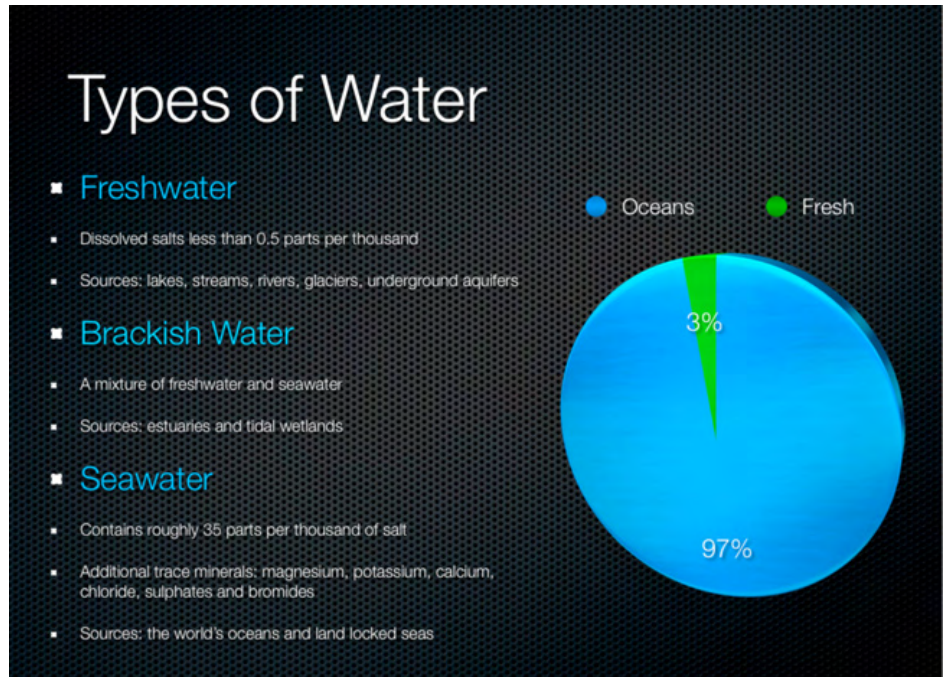 Types of Water
Freshwater
Dissolved salts less than 0.5 parts per thousand
Sources: lakes, streams, rivers, glaciers, underground aquifers
Brackish Water
A mixture of freshwater and seawater
Sources: estuaries and tidal wetlands
Seawater
Contains roughly 35 parts per thousand of salt
Additional trace minerals: magnesium, potassium, calcium,
chloride, sulphates and bromides
Sources: the world's oceans and land locked seas
Oceans
Fresh
3%
97%